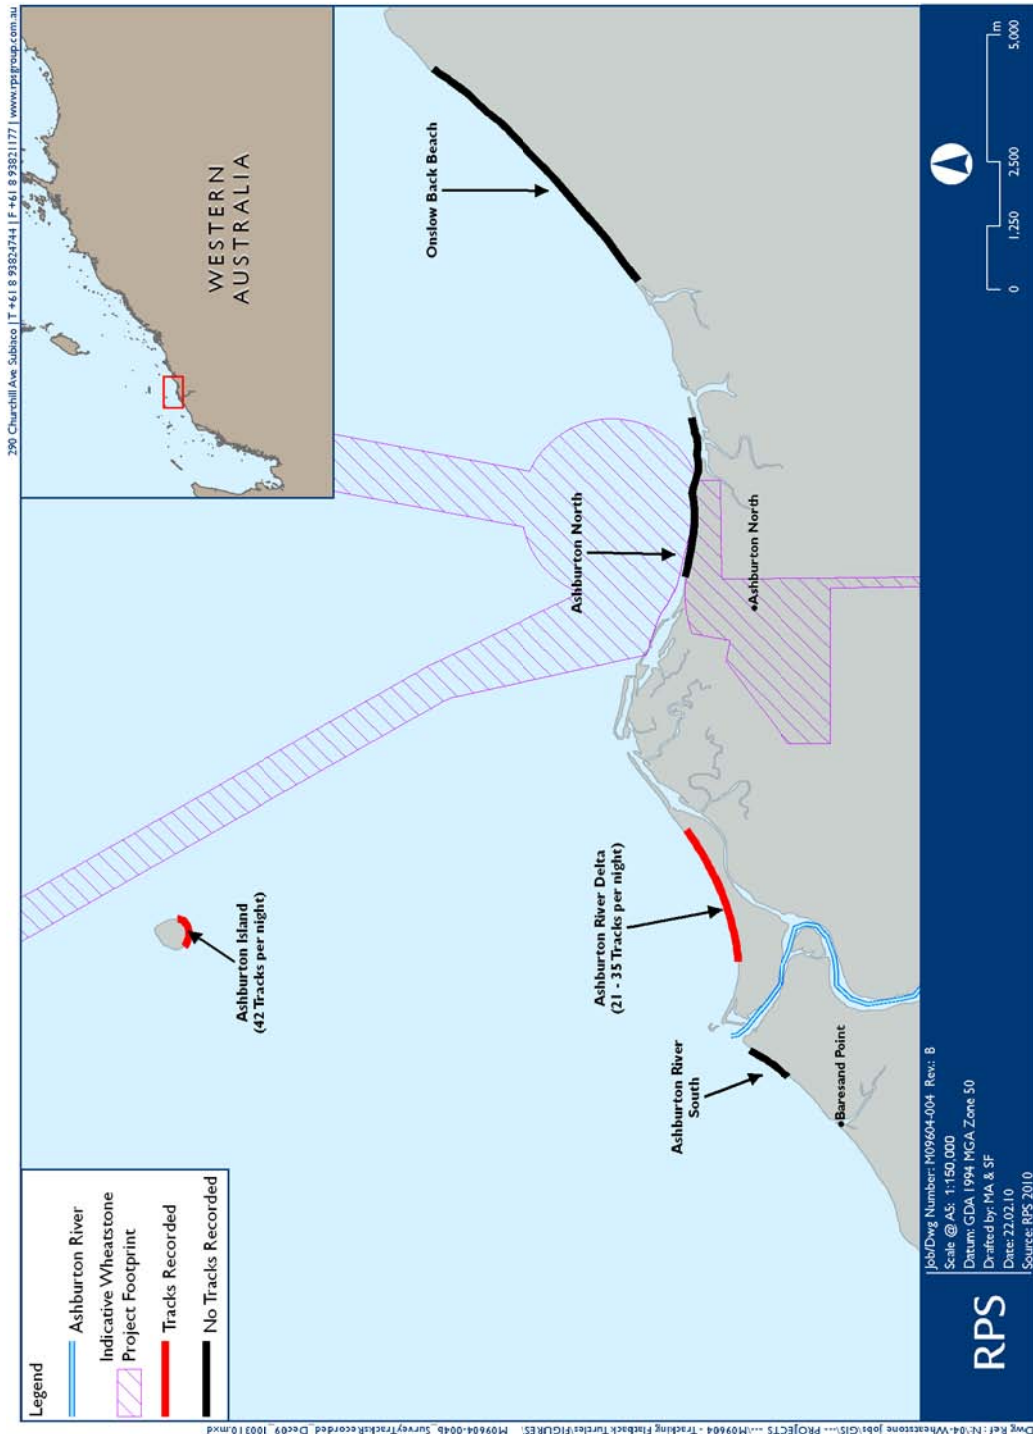 290 Churchill Ave Subiaco | T +61 8 93824744 | F +61 8 93821177 | www.rpsgroup.com.au
Legend
Ashburton River
Indicative Wheatstone
Project Footprint
Tracks Recorded
No Tracks Recorded
WESTERN
AUSTRALIA
Ashburton Island
(42 Tracks per night)
Onslow Back Beach
Ashburton North
Ashburton River Delta
(21 - 35 Tracks per night)
Ashburton River
South
Ashburton North
Baresand Point
RPS
Job/Dwg Number: M09604-004 Rev.: B
Scale @ A5: 1:150,000
Datum: GDA 1994 MGA Zone 50
Drafted by: MA & SF
Date: 22.02.10
Source: RPS 2010
0 1,250 2,500 5,000
m